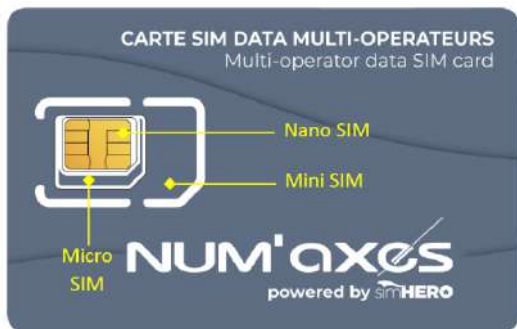 CARTE SIM DATA MULTI-OPERATEURS
Multi-operator data SIM card
Nano SIM
Mini SIM
Micro
SIM
NUM'axes
powered by simHERO